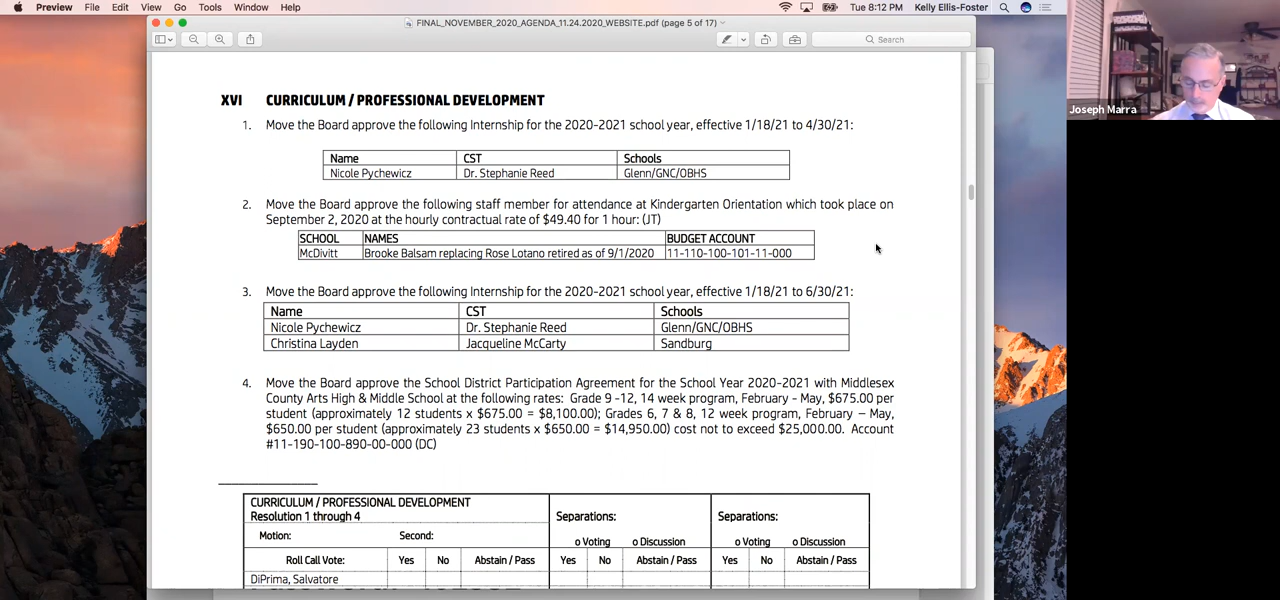 Preview File Edit View Go Tools Window Help Tue 8:12 PM Kelly Ellis-Foster
FINAL_NOVEMBER_2020_AGENDA_11.24.2020_WEBSITE.pdf (page 5 of 17)
Search
Joseph Marra
XVI CURRICULUM / PROFESSIONAL DEVELOPMENT
1. Move the Board approve the following Internship for the 2020-2021 school year, effective 1/18/21 to 4/30/21:
Name CST Schools
Nicole Pychewicz Dr. Stephanie Reed Glenn/GNC/OBHS
2. Move the Board approve the following staff member for attendance at Kindergarten Orientation which took place on
September 2, 2020 at the hourly contractual rate of $49.40 for 1 hour: (JT)
SCHOOL NAMES BUDGET ACCOUNT
McDivitt Brooke Balsam replacing Rose Lotano retired as of 9/1/2020 11-110-100-101-11-000
3. Move the Board approve the following Internship for the 2020-2021 school year, effective 1/18/21 to 6/30/21:
Name CST Schools
Nicole Pychewicz Dr. Stephanie Reed Glenn/GNC/OBHS
Christina Layden Jacqueline McCarty Sandburg
4. Move the Board approve the School District Participation Agreement for the School Year 2020-2021 with Middlesex
County Arts High & Middle School at the following rates: Grade 9 -12, 14 week program, February - May, $675.00 per
student (approximately 12 students x $675.00 = $8,100.00); Grades 6, 7 & 8, 12 week program, February – May,
$650.00 per student (approximately 23 students x $650.00 = $14,950.00) cost not to exceed $25,000.00. Account
#11-190-100-890-00-000 (DC)
CURRICULUM / PROFESSIONAL DEVELOPMENT
Resolution 1 through 4 Separations: Separations:
Motion: Second: o Voting o Discussion o Voting o Discussion
Roll Call Vote: Yes No Abstain / Pass Yes No Abstain / Pass Yes No Abstain / Pass
DiPrima, Salvatore